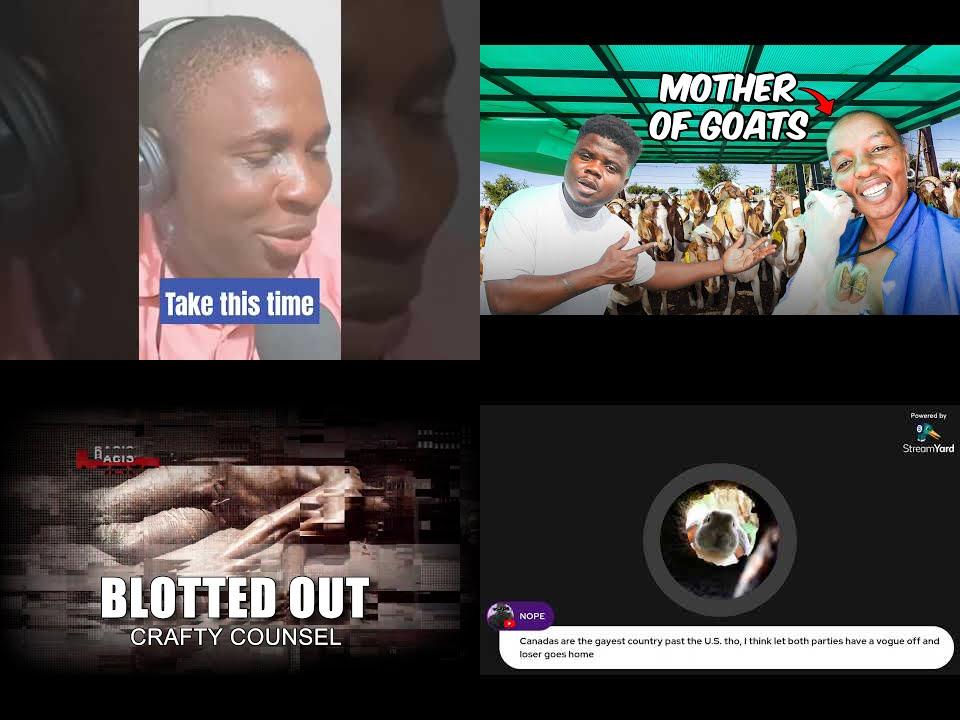 Take this time
MOTHER
OF GOATS
BLOTTED OUT
CRAFTY COUNSEL
Powered by
StreamYard
NOPE
Canadas are the gayest country past the U.S. tho, I think let both parties have a vogue off and
loser goes home